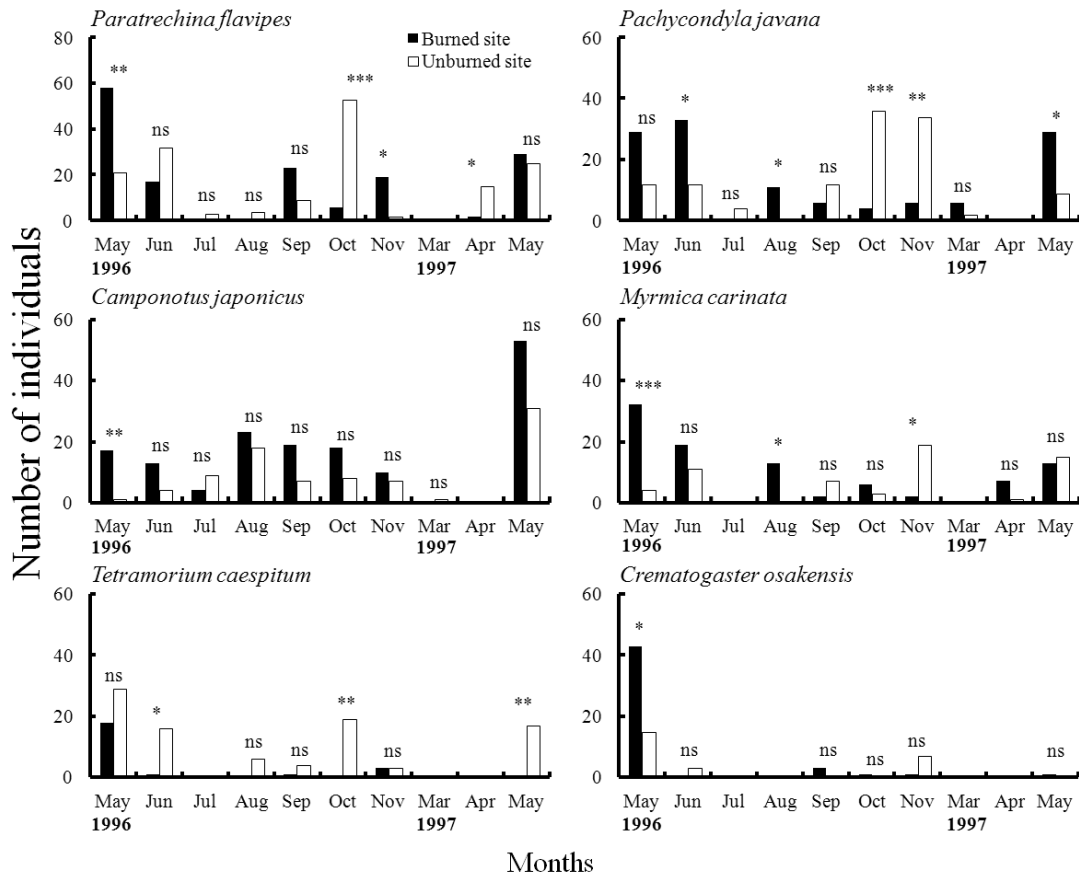 Paratrechina flavipes
Pachycondyla javana
Burned site
Unburned site
80
60
40
20
0
** ns ns ns ns *** * * ns
May Jun Jul Aug Sep Oct Nov Mar Apr May
1996 1997
60
40
20
0
ns * ns * ns *** ** ns *
May Jun Jul Aug Sep Oct Nov Mar May
1996 1997
Camponotus japonicus
Myrmica carinata
60
40
20
0
** ns ns ns ns ns ns ns ns
May Jun Jul Aug Sep Oct Nov Mar Apr May
1996 1997
60
40
20
0
*** ns * ns ns * ns ns
May Jun Jul Aug Sep Oct Nov Mar Apr May
1996 1997
Tetramorium caespitum
Crematogaster osakensis
60
40
20
0
ns * ns ns ** ns **
May Jun Jul Aug Sep Oct Nov Mar Apr May
1996 1997
60
40
20
0
* ns ns ns ns ns
May Jun Jul Aug Sep Oct Nov Mar Apr May
1996 1997
Number of individuals
Months